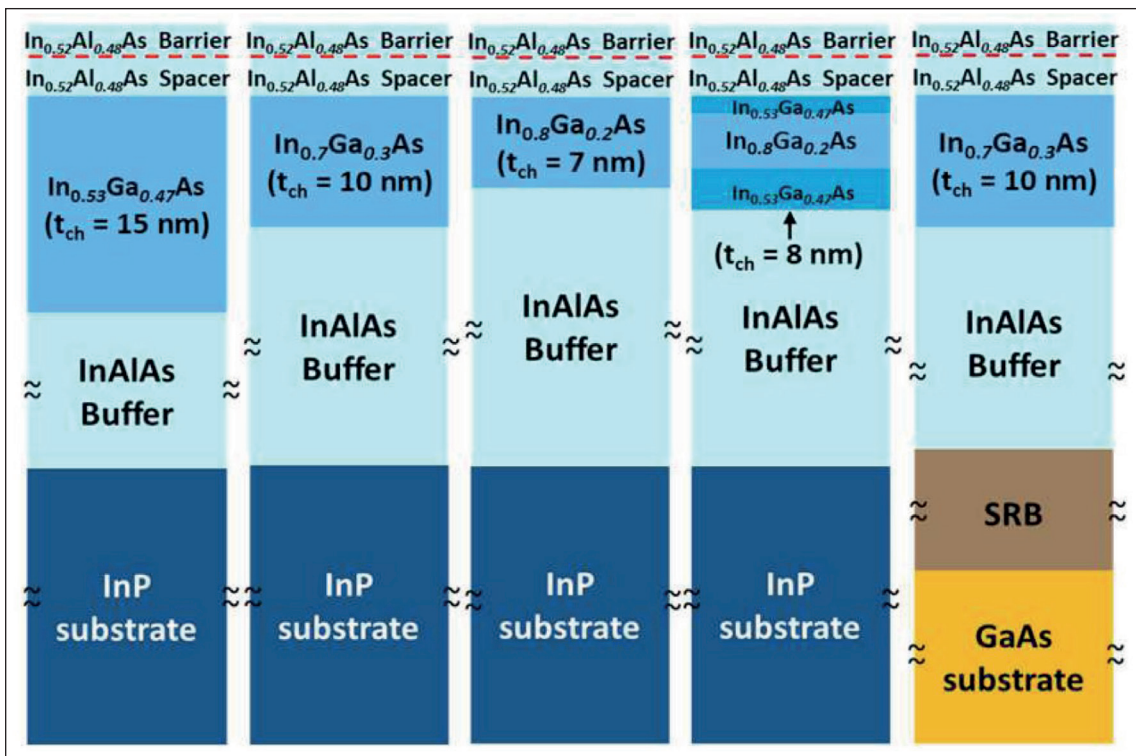 In0.52Al0.48As Barrier
In0.52Al0.48As Spacer
In0.53Ga0.47As
(tch = 15 nm)
InAlAs
Buffer
InP
substrate
In0.52Al0.48As Barrier
In0.52Al0.48As Spacer
In0.7Ga0.3As
(tch = 10 nm)
InAlAs
Buffer
InP
substrate
In0.52Al0.48As Barrier
In0.52Al0.48As Spacer
In0.8Ga0.2As
(tch = 7 nm)
InAlAs
Buffer
InP
substrate
In0.52Al0.48As Barrier
In0.52Al0.48As Spacer
In0.53Ga0.47As
In0.8Ga0.2As
In0.53Ga0.47As
(tch = 8 nm)
InAlAs
Buffer
InP
substrate
In0.52Al0.48As Barrier
In0.52Al0.48As Spacer
In0.7Ga0.3As
(tch = 10 nm)
InAlAs
Buffer
SRB
GaAs
substrate